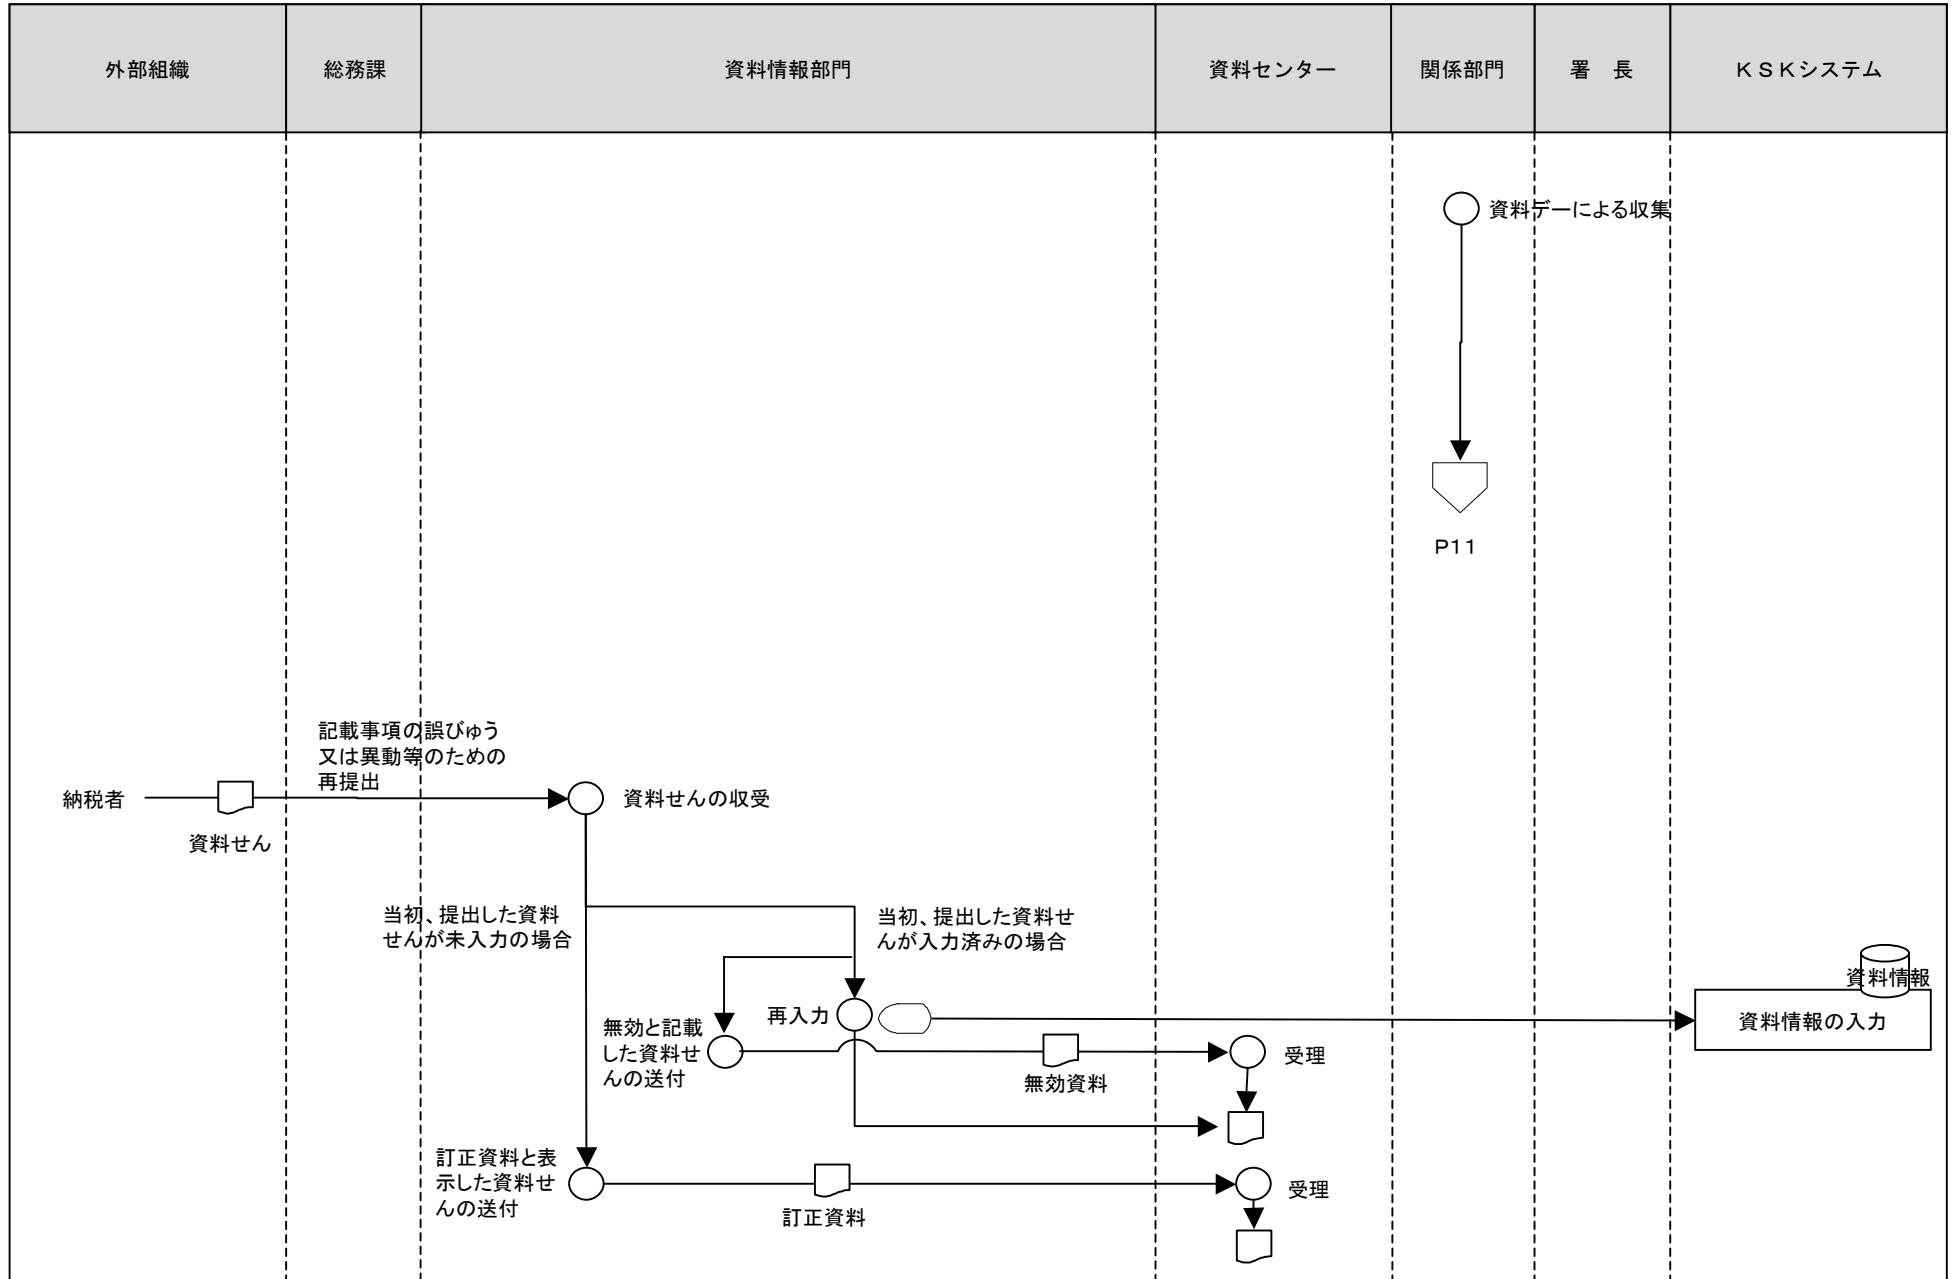 外部組織
総務課
資料情報部門
資料センター
関係部門
署　長
ＫＳＫシステム
資料デーによる収集
P11
記載事項の誤びゅう
又は異動等のための
再提出
納税者
資料せんの収受
資料せん
当初、提出した資料
せんが未入力の場合
当初、提出した資料せ
んが入力済みの場合
資料情報
再入力
資料情報の入力
無効と記載
した資料せ
んの送付
受理
無効資料
訂正資料と表
示した資料せ
んの送付
受理
訂正資料